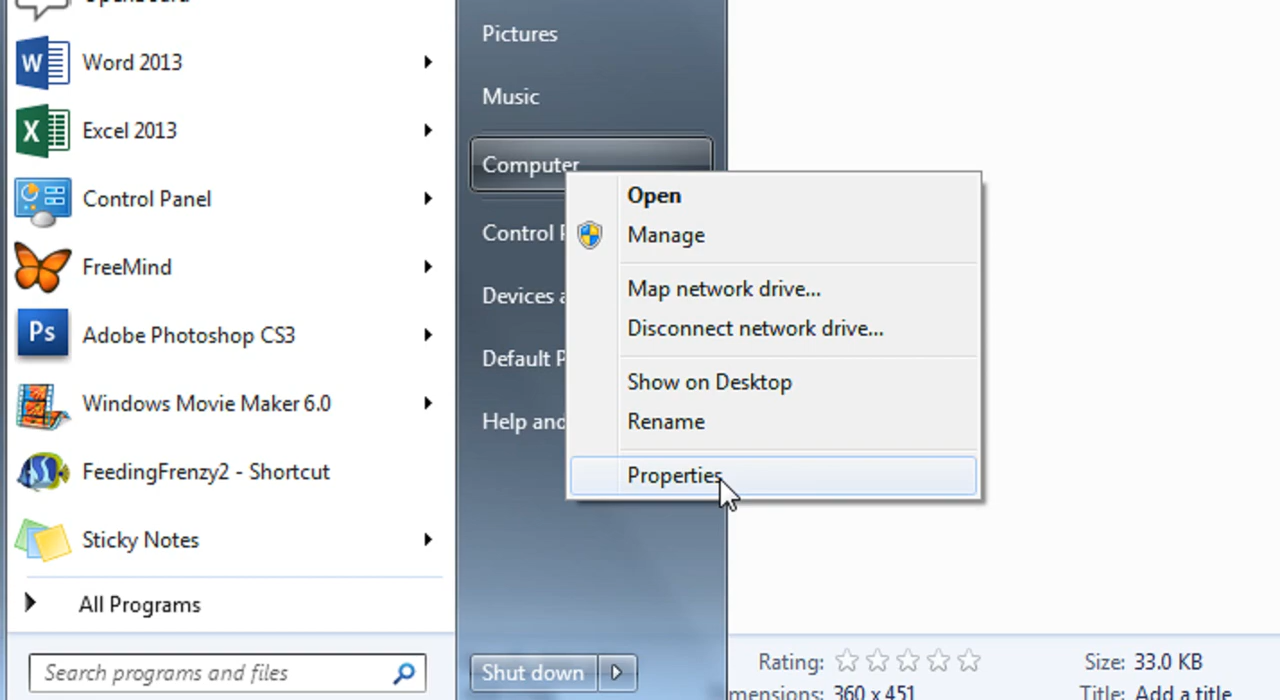 W Word 2013
X Excel 2013
Control Panel
FreeMind
Ps Adobe Photoshop CS3
Windows Movie Maker 6.0
FeedingFrenzy2 - Shortcut
Sticky Notes
All Programs
Search programs and files
Pictures
Music
Computer
Control
Devices
Default
Help and
Shut down
Open
Manage
Map network drive...
Disconnect network drive...
Show on Desktop
Rename
Properties
Rating:
Size: 33.0 KB
mensions: 360 x 451
Title: Add a title